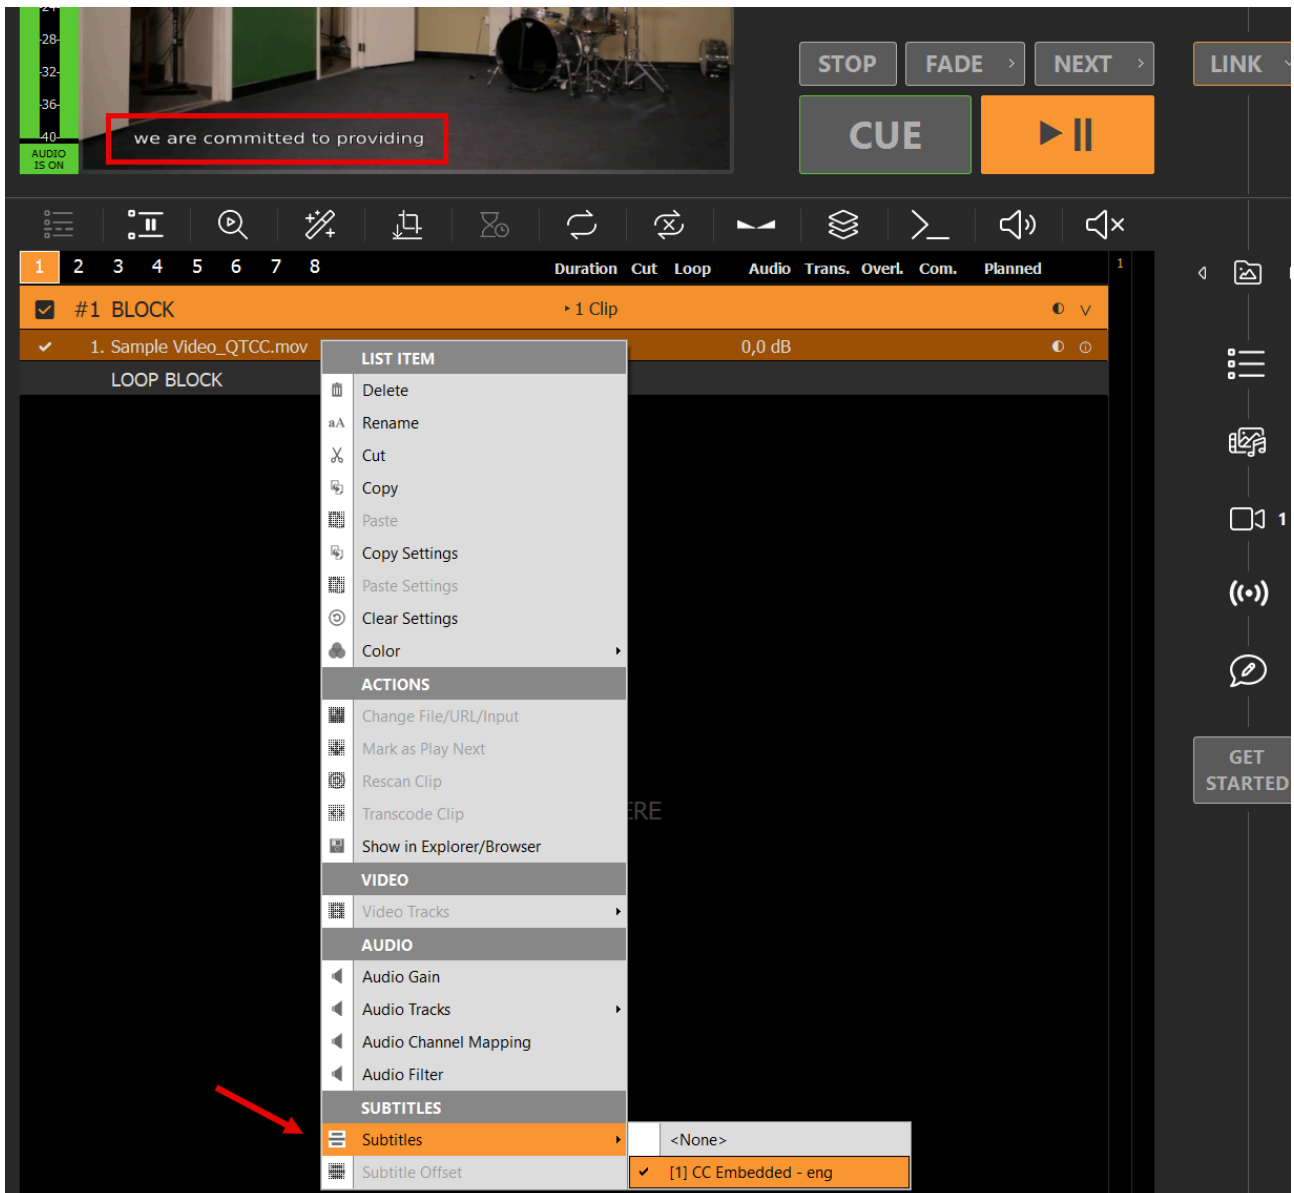 -24-
-28-
-32-
-36-
-40-
AUDIO
IS ON
we are committed to providing
STOP
FADE
NEXT
LINK
CUE
1 2 3 4 5 6 7 8
Duration Cut Loop Audio Trans. Overl. Com. Planned
1
#1 BLOCK
1 Clip
1. Sample Video_QTCC.mov
0,0 dB
LOOP BLOCK
LIST ITEM
Delete
aA Rename
Cut
Copy
Paste
Copy Settings
Paste Settings
Clear Settings
Color
ACTIONS
Change File/URL/Input
Mark as Play Next
Rescan Clip
Transcode Clip
ERE
Show in Explorer/Browser
VIDEO
Video Tracks
AUDIO
Audio Gain
Audio Tracks
Audio Channel Mapping
Audio Filter
SUBTITLES
Subtitles
<None>
Subtitle Offset
[1] CC Embedded - eng
1
GET
STARTED